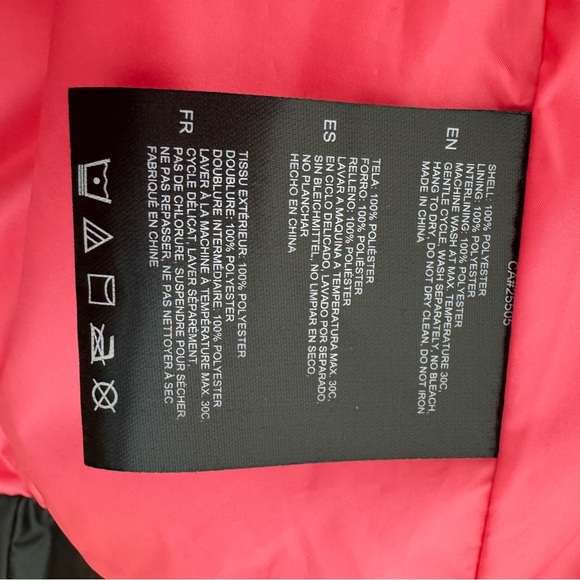 CA#25505
EN
SHELL: 100% POLYESTER
LINING: 100% POLYESTER
INTERLINING: 100% POLYESTER
MACHINE WASH AT MAX. TEMPERATURE 30C,
GENTLE CYCLE, WASH SEPARATELY, NO BLEACH,
HANG TO DRY, DO NOT DRY CLEAN, DO NOT IRON
MADE IN CHINA
ES
TELA: 100% POLIÉSTER
FORRO: 100% POLIÉSTER
RELLENO: 100% POLIÉSTER
LAVAR A MAQUINA A TEMPERATURA MAX. 30C,
EN CICLO DELICADO, LAVADO POR SEPARADO,
SIN BLEICHMITTEL, NO LIMPIAR EN SECO,
NO PLANCHAR
HECHO EN CHINA
FR
TISSU EXTÉRIEUR: 100% POLYESTER
DOUBLURE: 100% POLYESTER
DOUBLURE INTERMÉDIAIRE: 100% POLYESTER
LAVER À LA MACHINE À TEMPÉRATURE MAX. 30C,
CYCLE DÉLICAT, LAVER SÉPARÉMENT,
PAS DE CHLORURE, SUSPENDRE POUR SÉCHER,
NE PAS REPASSER, NE PAS NETTOYER À SEC
FABRIQUÉ EN CHINE